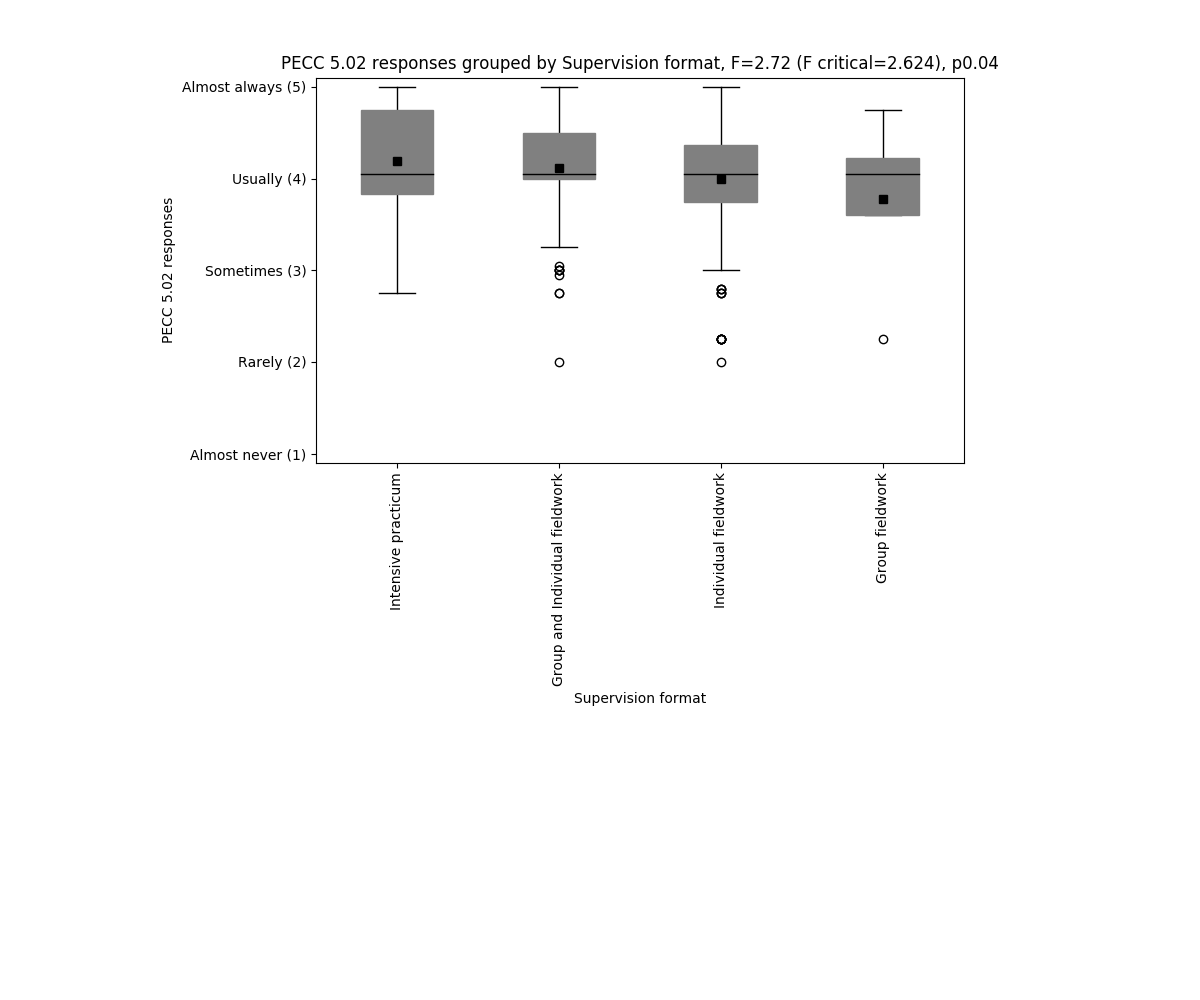 PECC 5.02 responses grouped by Supervision format, F=2.72 (F critical=2.624), p0.04
Almost always (5)
Usually (4)
Sometimes (3)
Rarely (2)
Almost never (1)
PECC 5.02 responses
Intensive practicum
Group and Individual fieldwork
Individual fieldwork
Group fieldwork
Supervision format